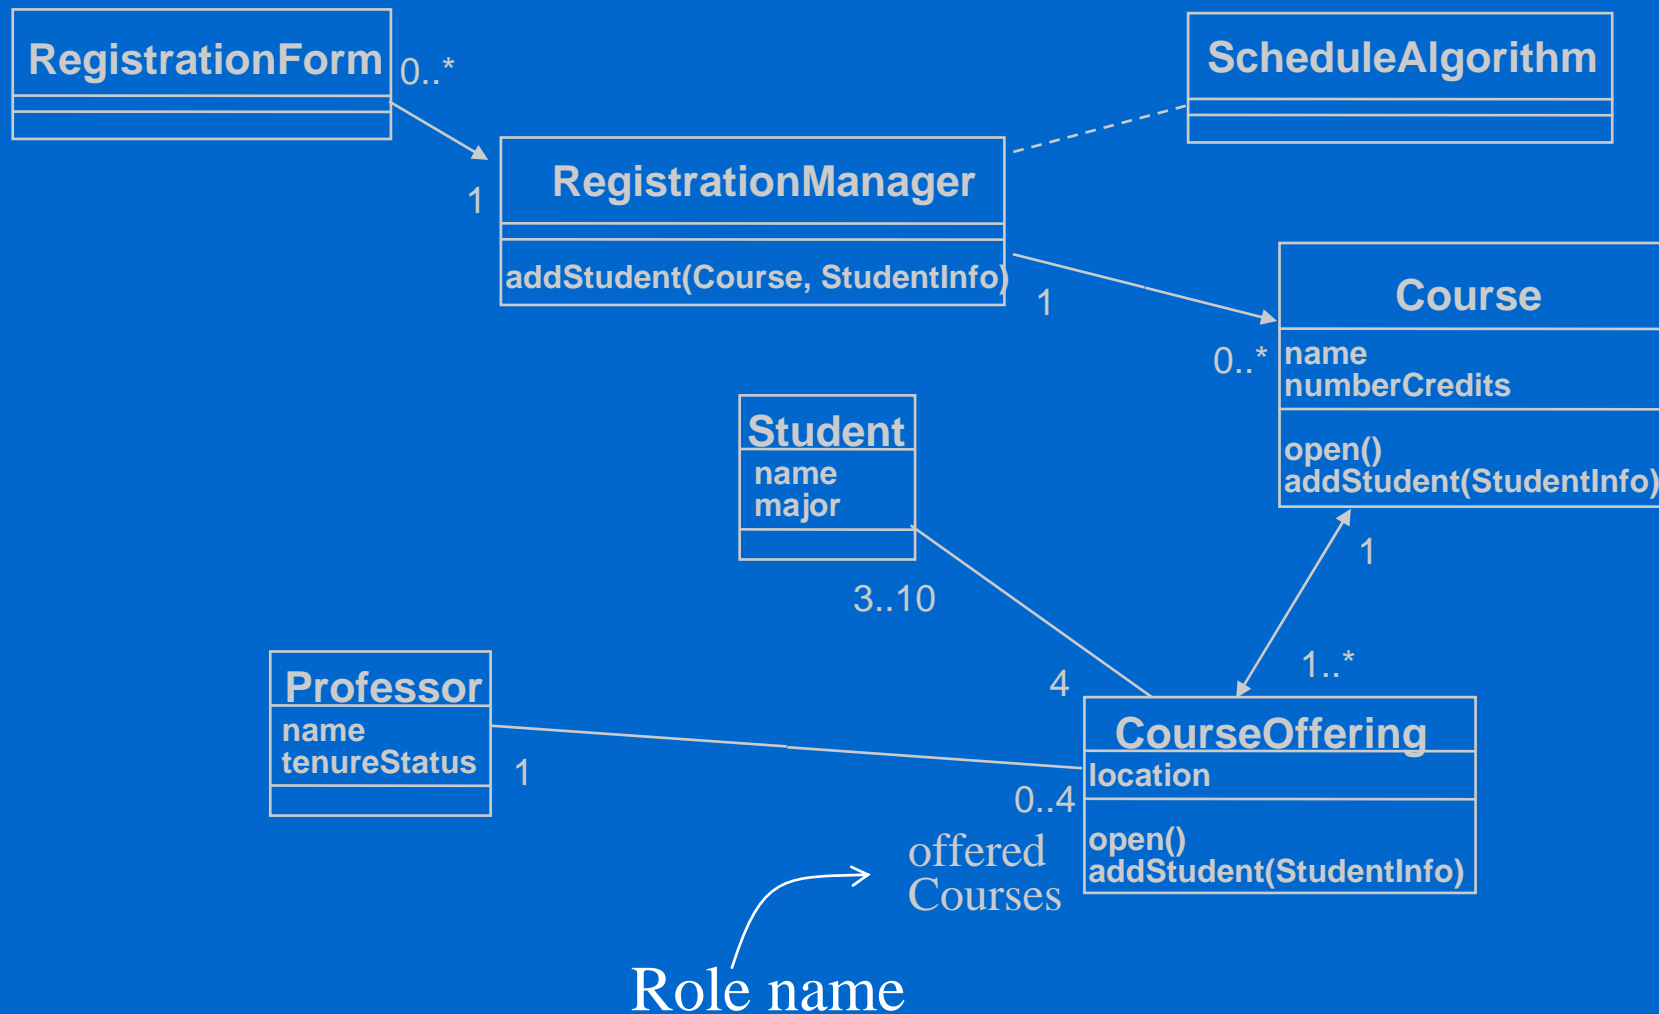 RegistrationForm
0..*
ScheduleAlgorithm
1
RegistrationManager
addStudent(Course, StudentInfo)
1
Course
0..*
name
numberCredits
open()
addStudent(StudentInfo)
Student
name
major
3..10
1
4
1..*
Professor
name
tenureStatus
1
0..4
CourseOffering
location
open()
addStudent(StudentInfo)
offered
Courses
Role name